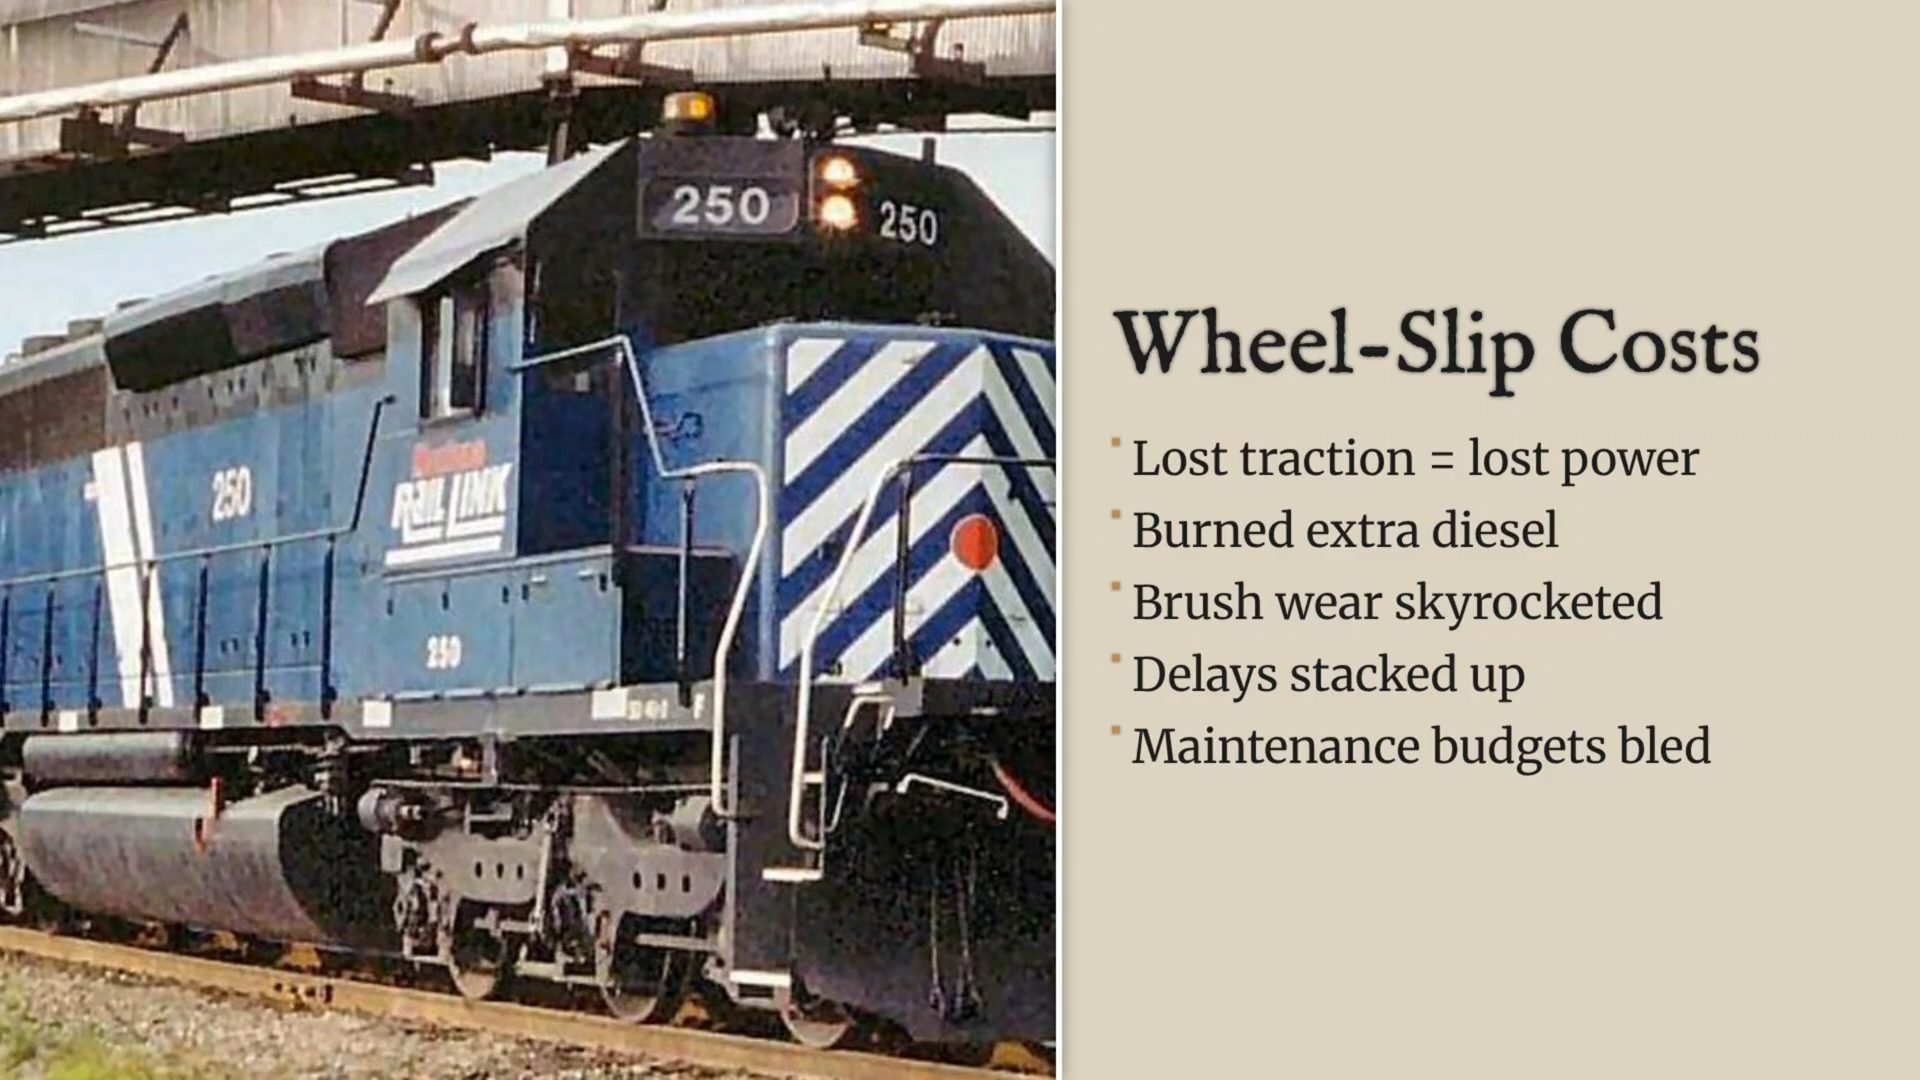 250
250
250
Montana
RAIL LINK
250
F
Wheel-Slip Costs
Lost traction = lost power
Burned extra diesel
Brush wear skyrocketed
Delays stacked up
Maintenance budgets bled